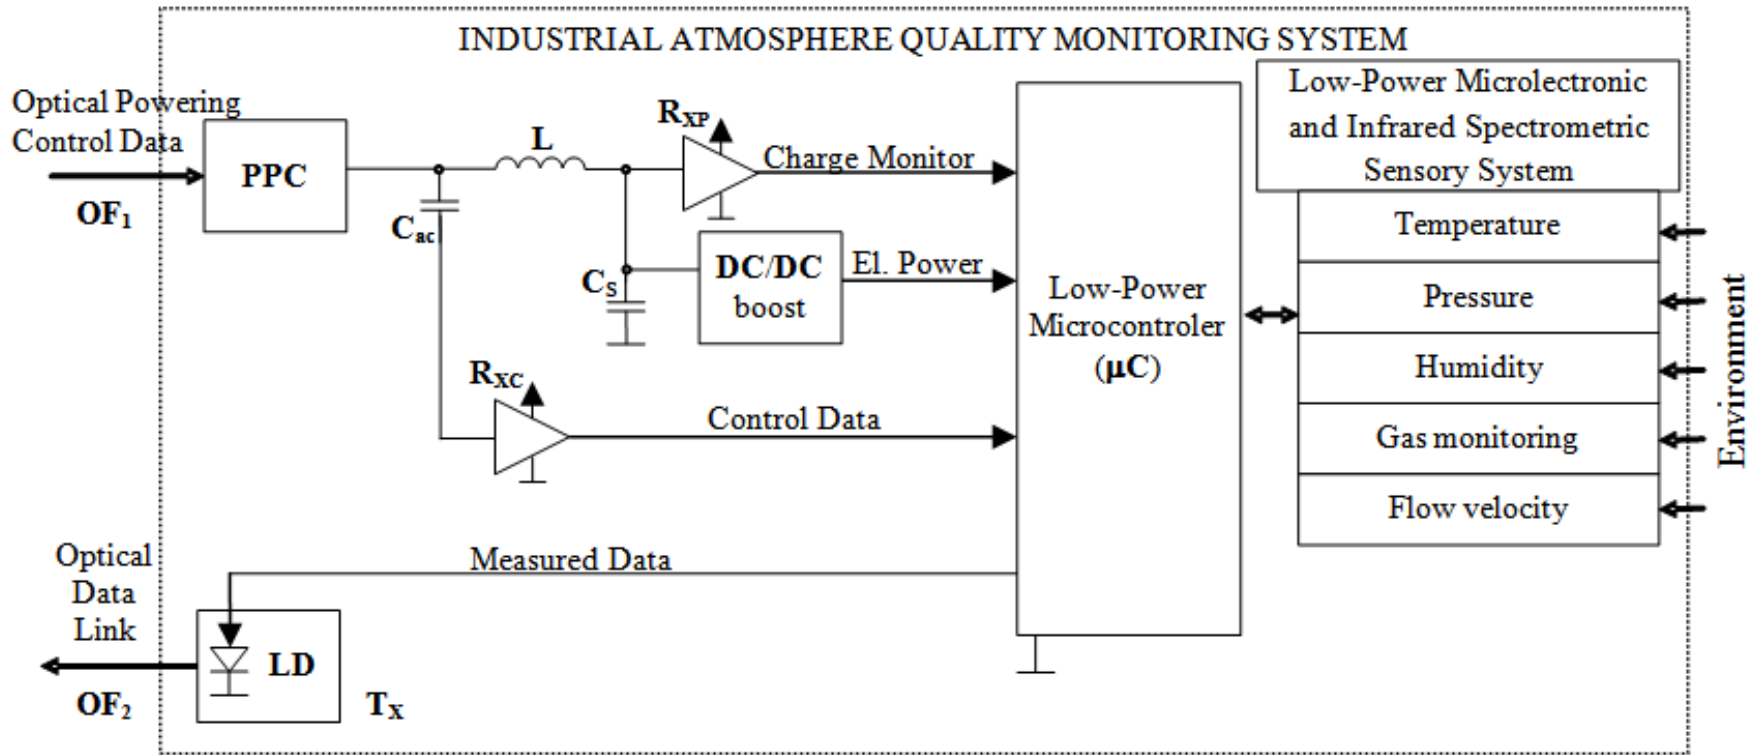 INDUSTRIAL ATMOSPHERE QUALITY MONITORING SYSTEM
Optical Powering
Control Data
OF₁
PPC
L
Cac
RXP
Charge Monitor
CS
DC/DC
boost
El. Power
RXC
Control Data
Low-Power
Microcontroler
(μC)
Low-Power Microlectronic
and Infrared Spectrometric
Sensory System
Temperature
Pressure
Humidity
Gas monitoring
Flow velocity
Environment
Measured Data
Optical
Data
Link
OF₂
LD
TX